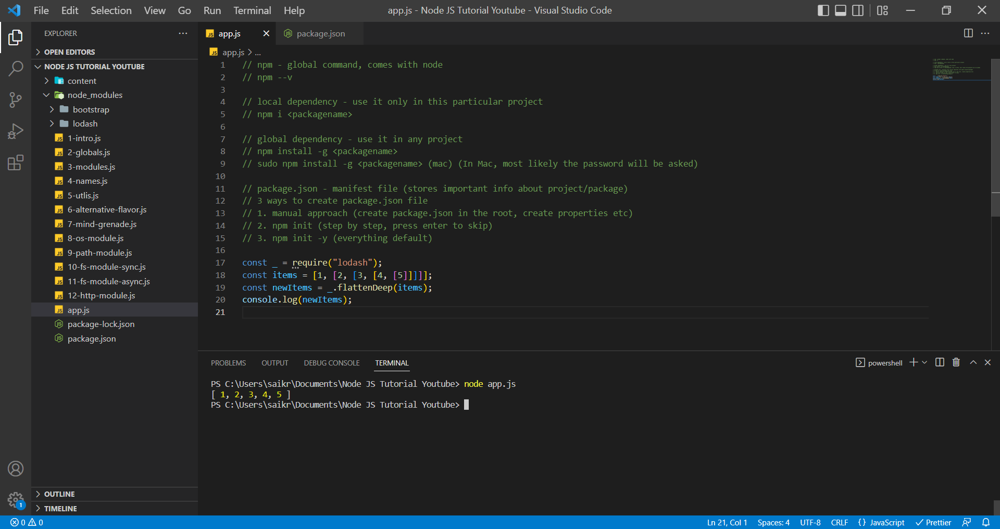 File Edit Selection View Go Run Terminal Help app.js - Node JS Tutorial Youtube - Visual Studio Code
EXPLORER
OPEN EDITORS
NODE JS TUTORIAL YOUTUBE
content
node_modules
bootstrap
lodash
1-intro.js
2-globals.js
3-modules.js
4-names.js
5-utlis.js
6-alternative-flavor.js
7-mind-grenade.js
8-os-module.js
9-path-module.js
10-fs-module-sync.js
11-fs-module-async.js
12-http-module.js
app.js
package-lock.json
package.json
OUTLINE
TIMELINE
JS app.js package.json
JS app.js > ...
1 // npm - global command, comes with node
2 // npm --v
3
4 // local dependency - use it only in this particular project
5 // npm i <packagename>
6
7 // global dependency - use it in any project
8 // npm install -g <packagename>
9 // sudo npm install -g <packagename> (mac) (In Mac, most likely the password will be asked)
10
11 // package.json - manifest file (stores important info about project/package)
12 // 3 ways to create package.json file
13 // 1. manual approach (create package.json in the root, create properties etc)
14 // 2. npm init (step by step, press enter to skip)
15 // 3. npm init -y (everything default)
16
17 const _ = require("lodash");
18 const items = [1, [2, [3, [4, [5]]]]];
19 const newItems = _.flattenDeep(items);
20 console.log(newItems);
21
PROBLEMS OUTPUT DEBUG CONSOLE TERMINAL powershell
PS C:\Users\saikr\Documents\Node JS Tutorial Youtube> node app.js
[ 1, 2, 3, 4, 5 ]
PS C:\Users\saikr\Documents\Node JS Tutorial Youtube>
1
0 0 Ln 21, Col 1 Spaces: 4 UTF-8 CRLF {} JavaScript Prettier